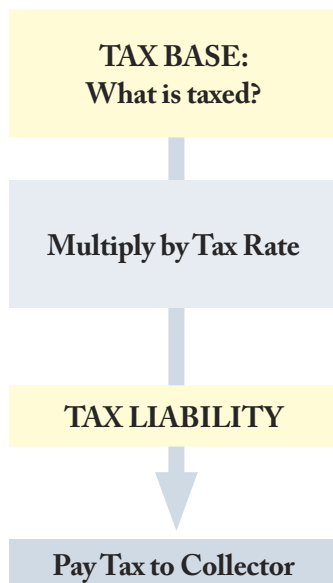 TAX BASE:
What is taxed?
Multiply by Tax Rate
TAX LIABILITY
Pay Tax to Collector